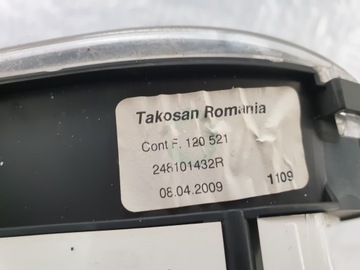 Takosan Romania
Cont F. 120 521
248101432R
08.04.2009 1109